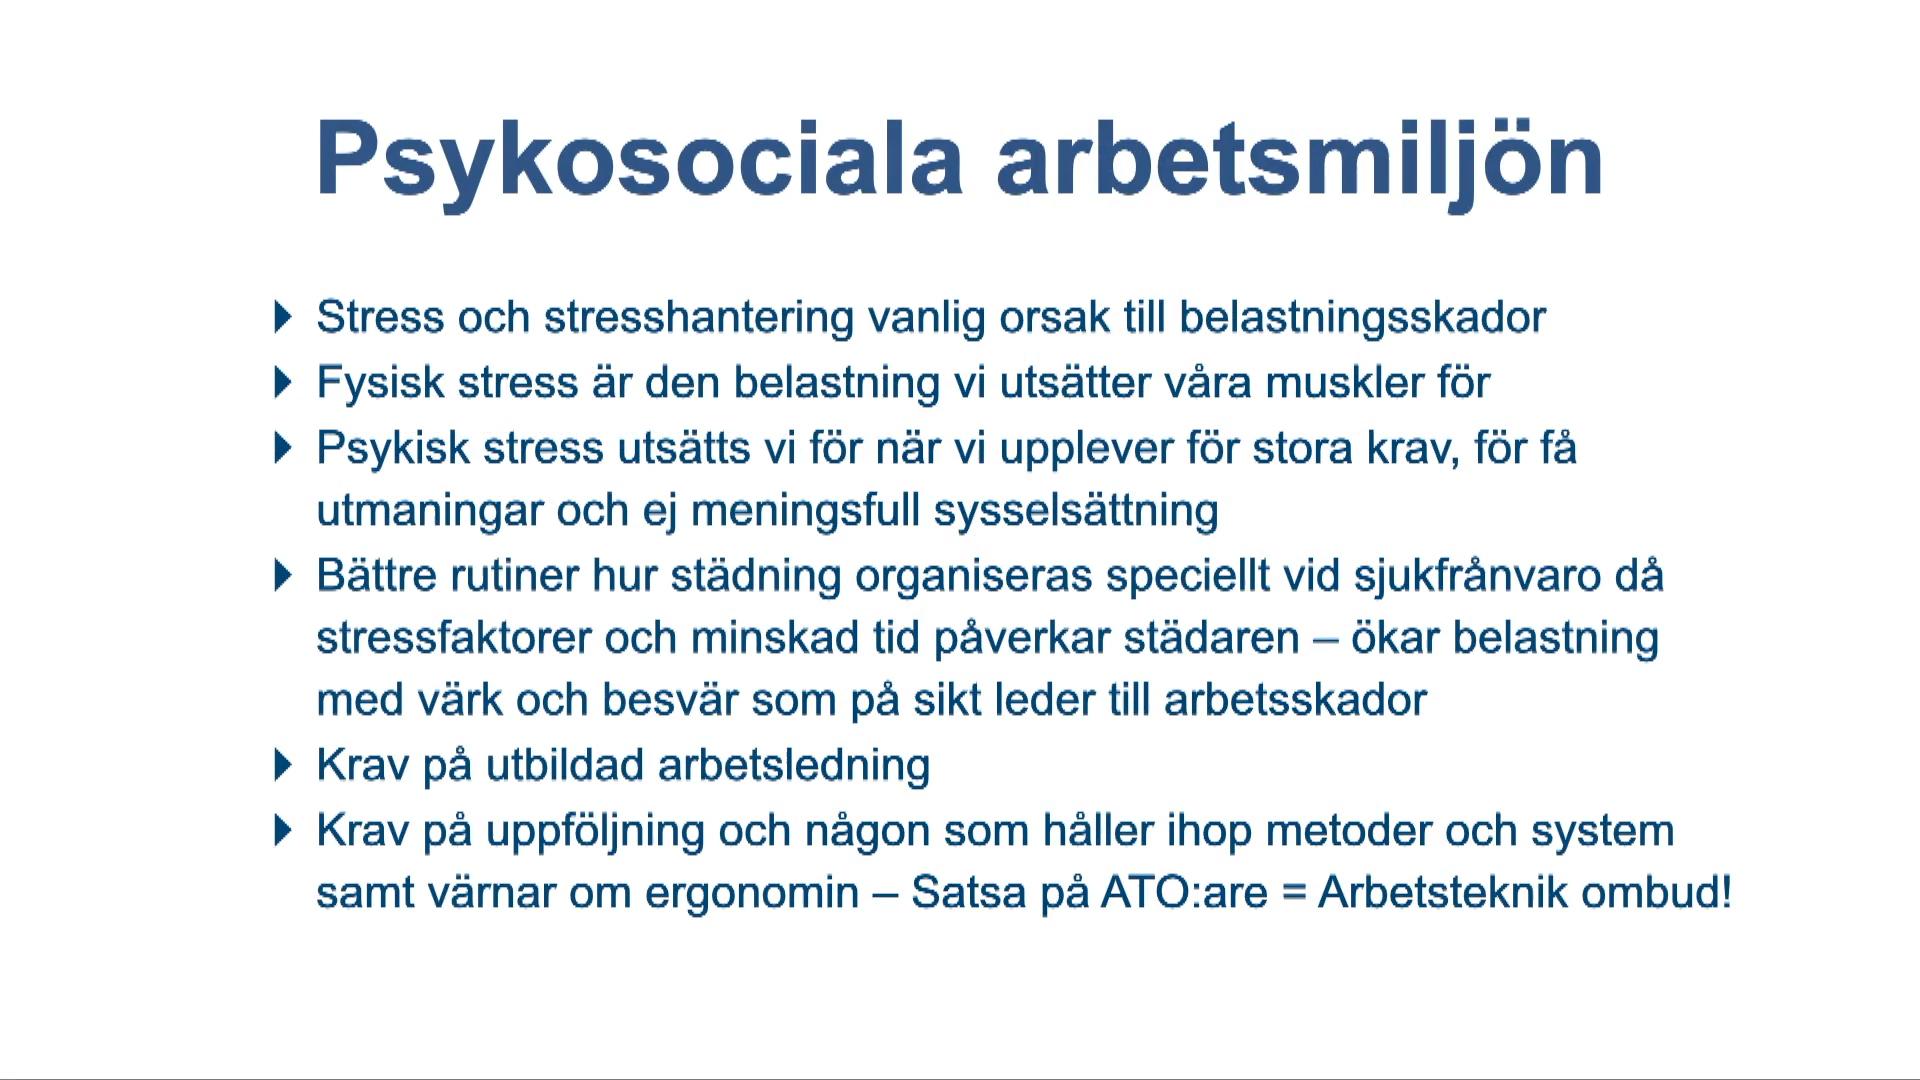 Psykosociala arbetsmiljön
Stress och stresshantering vanlig orsak till belastningsskador
Fysisk stress är den belastning vi utsätter våra muskler för
Psykisk stress utsätts vi för när vi upplever för stora krav, för få
utmaningar och ej meningsfull sysselsättning
Bättre rutiner hur städning organiseras speciellt vid sjukfrånvaro då
stressfaktorer och minskad tid påverkar städaren – ökar belastning
med värk och besvär som på sikt leder till arbetsskador
Krav på utbildad arbetsledning
Krav på uppföljning och någon som håller ihop metoder och system
samt värnar om ergonomin – Satsa på ATO:are = Arbetsteknik ombud!